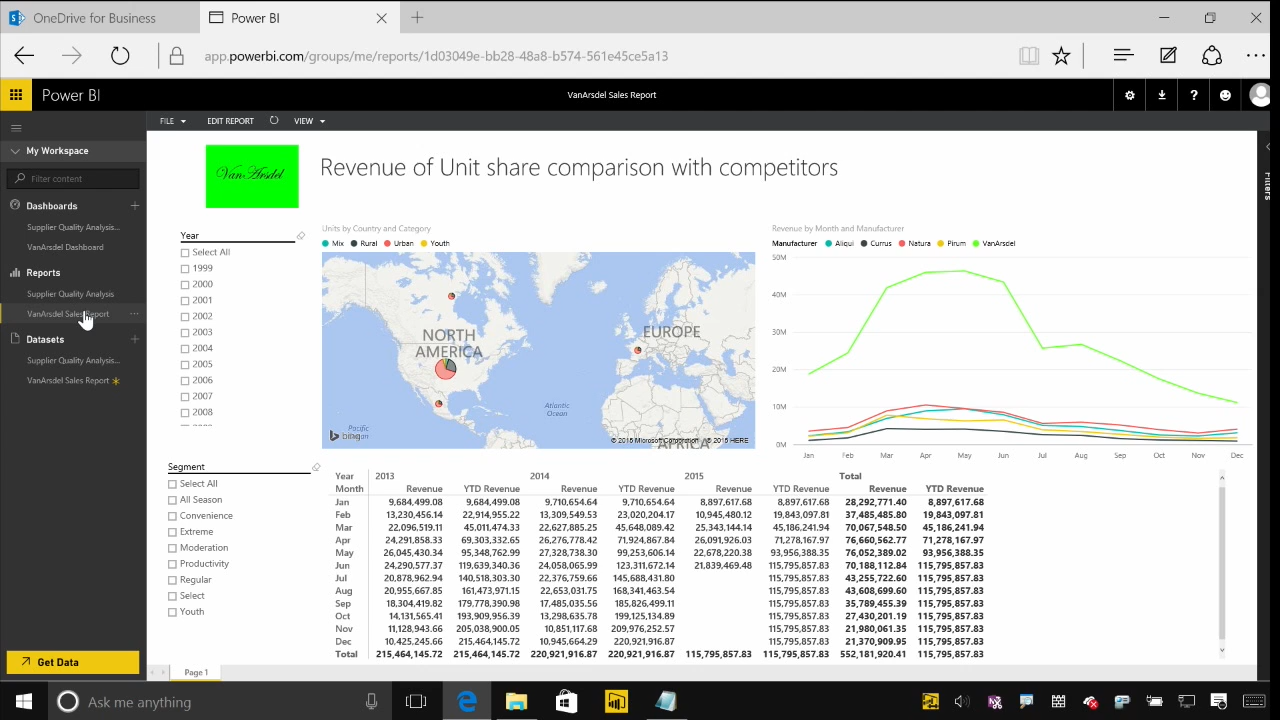 OneDrive for Business
Power BI
app.powerbi.com/groups/me/reports/1d03049e-bb28-48a8-b574-561e45ce5a13
Power BI
VanArsdel Sales Report
FILE
EDIT REPORT
VIEW
My Workspace
Filter content
Dashboards
Supplier Quality Analysis...
VanArsdel Dashboard
Reports
Supplier Quality Analysis
VanArsdel Sales Report
Datasets
Supplier Quality Analysis...
VanArsdel Sales Report
Get Data
VanArsdel
Revenue of Unit share comparison with competitors
Filters
Year
Select All
1999
2000
2001
2002
2003
2004
2005
2006
2007
2008
Segment
Select All
All Season
Convenience
Extreme
Moderation
Productivity
Regular
Select
Youth
Units by Country and Category
Mix Rural Urban Youth
NORTH
AMERICA
EUROPE
Atlantic
Ocean
Pacific
bing
AFRICA
© 2016 Microsoft Corporation © 2016 HERE
Revenue by Month and Manufacturer
Manufacturer Aliqui Currus Natura Pirum VanArsdel
50M
40M
30M
20M
10M
0M
Jan Feb Mar Apr May Jun Jul Aug Sep Oct Nov Dec
Year 2013 2014 2015 Total
Month Revenue YTD Revenue Revenue YTD Revenue Revenue YTD Revenue Revenue YTD Revenue
Jan 9,684,499.08 9,684,499.08 9,710,654.64 9,710,654.64 8,897,617.68 8,897,617.68 28,292,771.40 8,897,617.68
Feb 13,230,456.14 22,914,955.22 13,309,549.53 23,020,204.17 10,945,480.12 19,843,097.81 37,485,485.80 19,843,097.81
Mar 22,096,519.11 45,011,474.33 22,627,885.25 45,648,089.42 25,343,144.14 45,186,241.94 70,067,548.50 45,186,241.94
Apr 24,291,858.33 69,303,332.65 26,276,778.42 71,924,867.84 26,091,926.03 71,278,167.97 76,660,562.77 71,278,167.97
May 26,045,430.34 95,348,762.99 27,328,738.30 99,253,606.14 22,678,220.38 93,956,388.35 76,052,389.02 93,956,388.35
Jun 24,290,577.37 119,639,340.36 24,058,065.99 123,311,672.14 21,839,469.48 115,795,857.83 70,188,112.84 115,795,857.83
Jul 20,878,962.94 140,518,303.30 22,376,759.66 145,688,431.80 115,795,857.83 43,255,722.60 115,795,857.83
Aug 20,955,667.85 161,473,971.15 22,653,031.75 168,341,463.54 115,795,857.83 43,608,699.60 115,795,857.83
Sep 18,304,419.82 179,778,390.98 17,485,035.56 185,826,499.11 115,795,857.83 35,789,455.39 115,795,857.83
Oct 14,131,565.41 193,909,956.39 13,298,635.78 199,125,134.89 115,795,857.83 27,430,201.19 115,795,857.83
Nov 11,128,943.66 205,038,900.05 10,851,117.68 209,976,252.57 115,795,857.83 21,980,061.35 115,795,857.83
Dec 10,425,245.66 215,464,145.72 10,945,664.29 220,921,916.87 115,795,857.83 21,370,909.95 115,795,857.83
Total 215,464,145.72 215,464,145.72 220,921,916.87 220,921,916.87 115,795,857.83 115,795,857.83 552,181,920.41 115,795,857.83
Page 1
Ask me anything